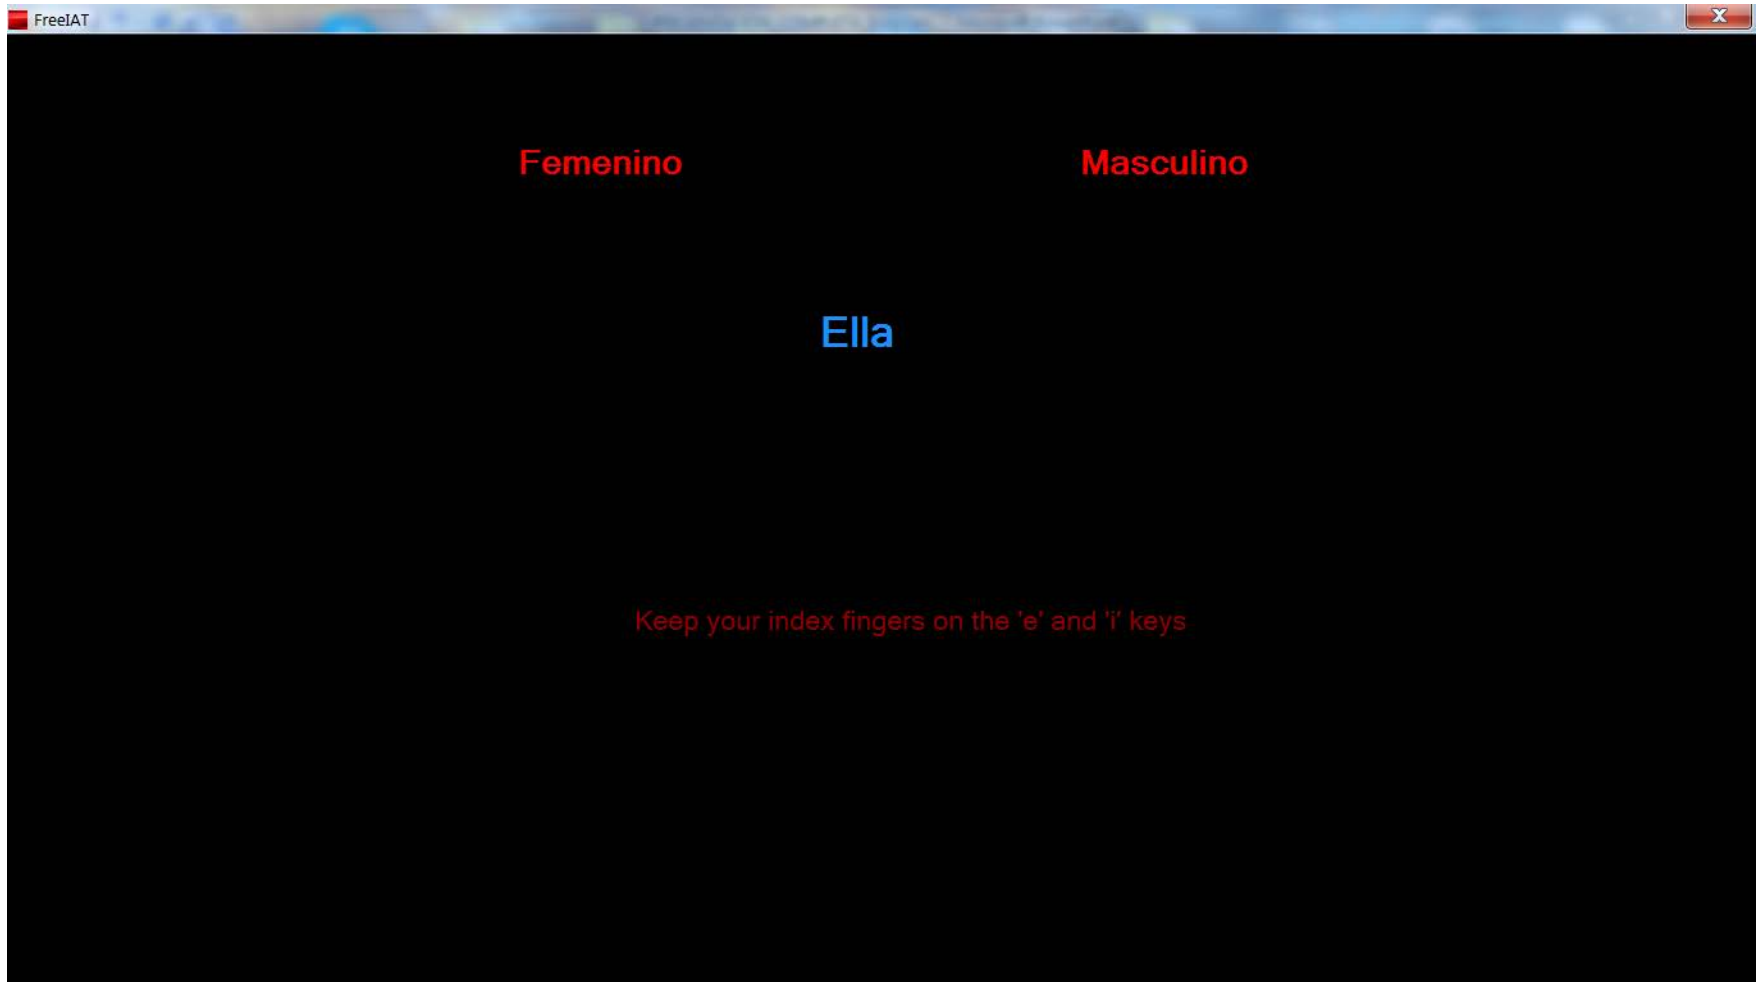 FreeIAT
Femenino Masculino
Ella
Keep your index fingers on the 'e' and 'i' keys